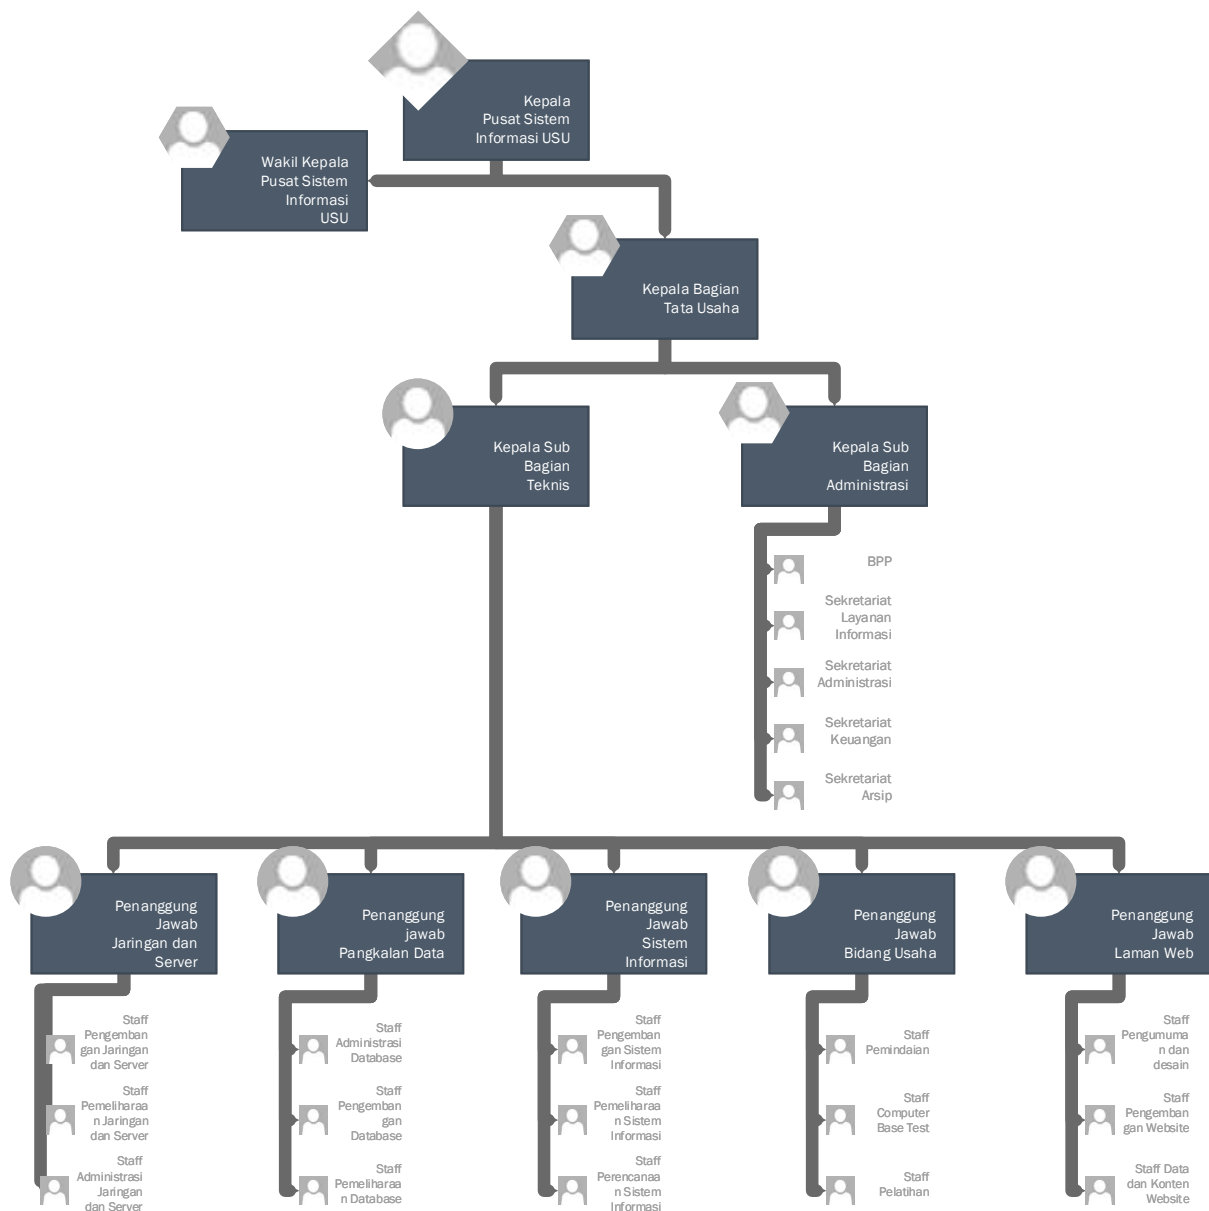 Kepala
Pusat Sistem
Informasi USU
Wakil Kepala
Pusat Sistem
Informasi
USU
Kepala Bagian
Tata Usaha
Kepala Sub
Bagian
Teknis
Kepala Sub
Bagian
Administrasi
BPP
Sekretariat
Layanan
Informasi
Sekretariat
Administrasi
Sekretariat
Keuangan
Sekretariat
Arsip
Penanggung
Jawab
Jaringan dan
Server
Staff
Pengemban
gan Jaringan
dan Server
Staff
Pemeliharaa
n Jaringan
dan Server
Staff
Administrasi
Jaringan
dan Server
Penanggung
jawab
Pangkalan Data
Staff
Administrasi
Database
Staff
Pengemban
gan
Database
Staff
Pemeliharaa
n Database
Penanggung
Jawab
Sistem
Informasi
Staff
Pengemban
gan Sistem
Informasi
Staff
Pemeliharaa
n Sistem
Informasi
Staff
Perencanaa
n Sistem
Informasi
Penanggung
Jawab
Bidang Usaha
Staff
Pemindaian
Staff
Computer
Base Test
Staff
Pelatihan
Penanggung
Jawab
Laman Web
Staff
Pengumuma
n dan
desain
Staff
Pengemban
gan Website
Staff Data
dan Konten
Website